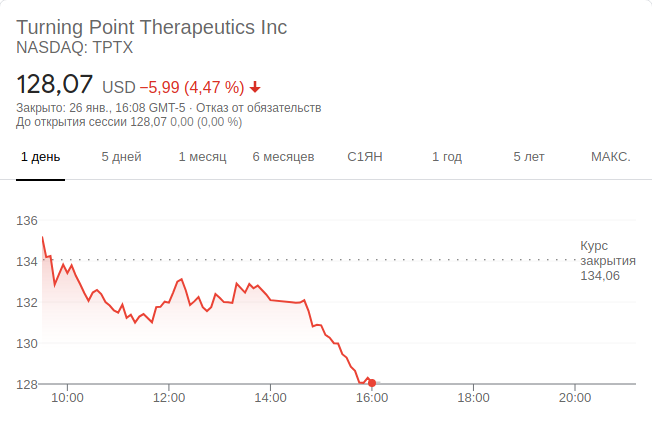 Turning Point Therapeutics Inc
NASDAQ: TPTX
128,07 USD −5,99 (4,47 %)
Закрыто: 26 янв., 16:08 GMT-5 · Отказ от обязательств
До открытия сессии 128,07 0,00 (0,00 %)
1 день 5 дней 1 месяц 6 месяцев С1ЯН 1 год 5 лет МАКС.
136
134
132
130
128
Курс
закрытия
134,06
10:00 12:00 14:00 16:00 18:00 20:00